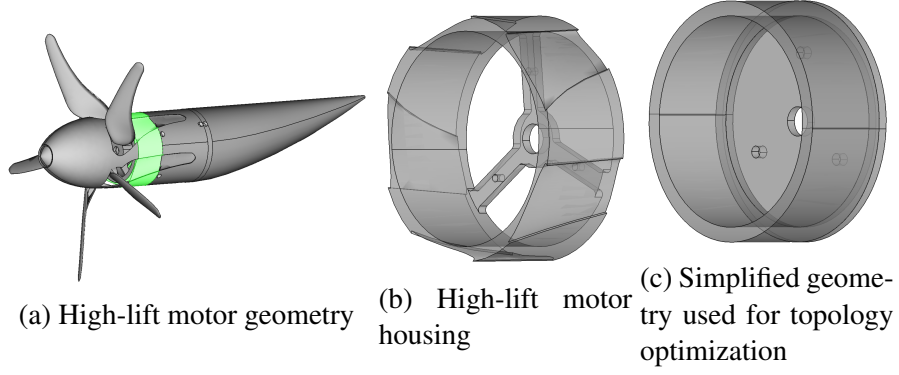 (a) High-lift motor geometry
(b) High-lift motor
housing
(c) Simplified geome-
try used for topology
optimization